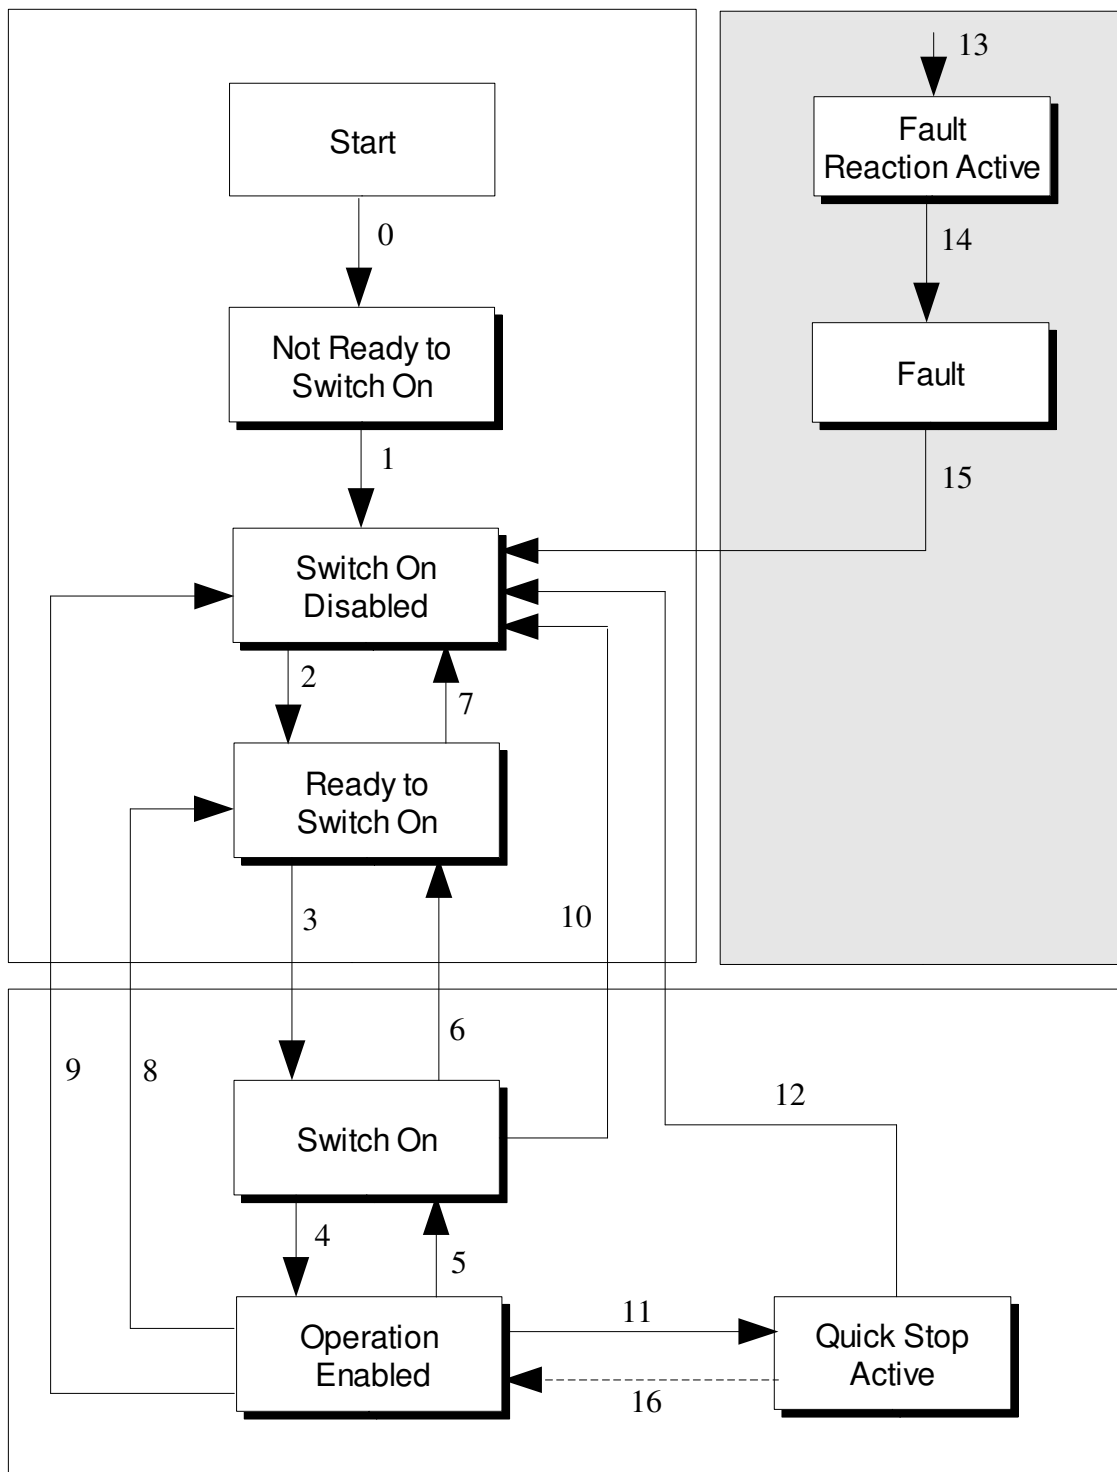 Start
0
Not Ready to
Switch On
1
Switch On
Disabled
2
7
Ready to
Switch On
3
10
6
9
8
Switch On
12
4
5
Operation
Enabled
11
16
Quick Stop
Active
13
Fault
Reaction Active
14
Fault
15